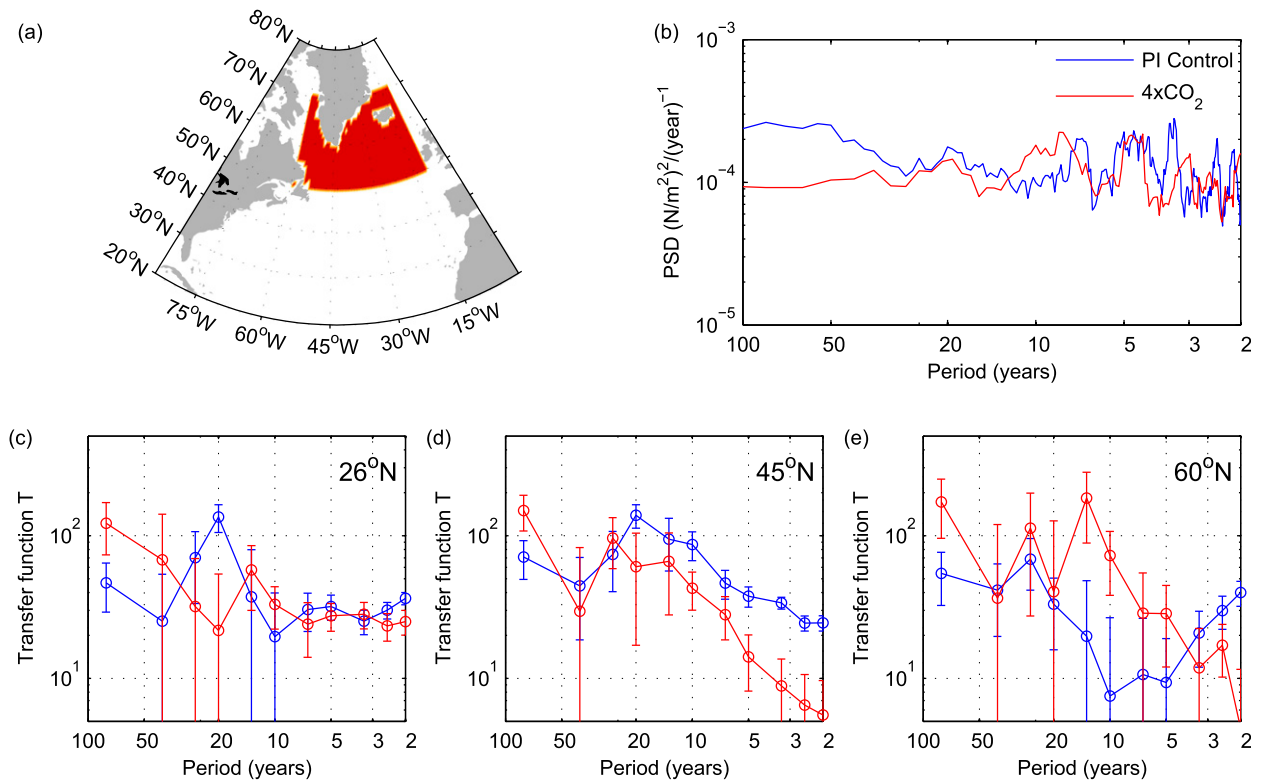 (a)
80°N
70°N
60°N
50°N
40°N
30°N
20°N
75°W
60°W
45°W
30°W
15°W
(b)
PSD (N/m²)²/(year)⁻¹
10⁻³
10⁻⁴
10⁻⁵
PI Control
4xCO₂
100 50 20 10 5 3 2
Period (years)
(c)
26°N
Transfer function T
10²
10¹
100 50 20 10 5 3 2
Period (years)
(d)
45°N
Transfer function T
10²
10¹
100 50 20 10 5 3 2
Period (years)
(e)
60°N
Transfer function T
10²
10¹
100 50 20 10 5 3 2
Period (years)